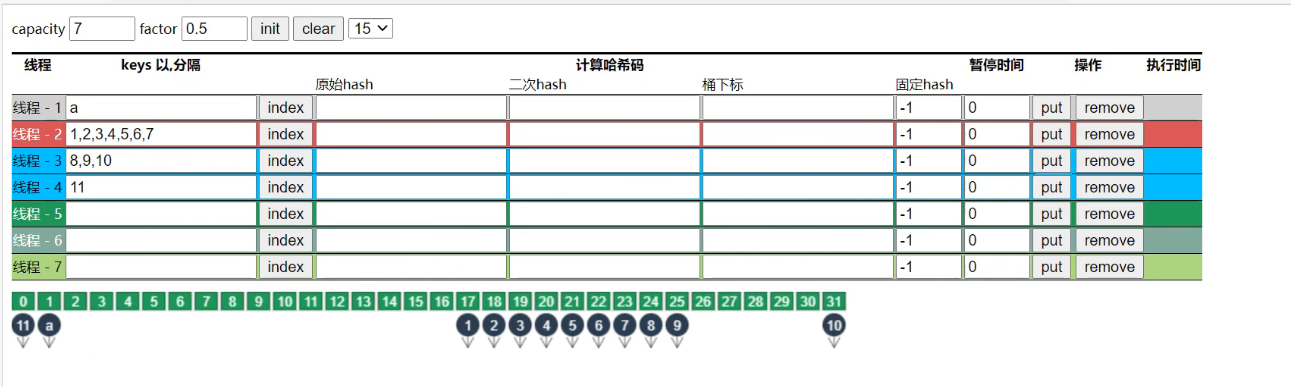 capacity 7 factor 0.5 init clear 15
线程 keys 以,分隔 计算哈希码 暂停时间 操作 执行时间
原始hash 二次hash 桶下标 固定hash
线程 - 1 a index -1 0 put remove
线程 - 2 1,2,3,4,5,6,7 index -1 0 put remove
线程 - 3 8,9,10 index -1 0 put remove
线程 - 4 11 index -1 0 put remove
线程 - 5 index -1 0 put remove
线程 - 6 index -1 0 put remove
线程 - 7 index -1 0 put remove
0 1 2 3 4 5 6 7 8 9 10 11 12 13 14 15 16 17 18 19 20 21 22 23 24 25 26 27 28 29 30 31
11 a 1 2 3 4 5 6 7 8 9 10